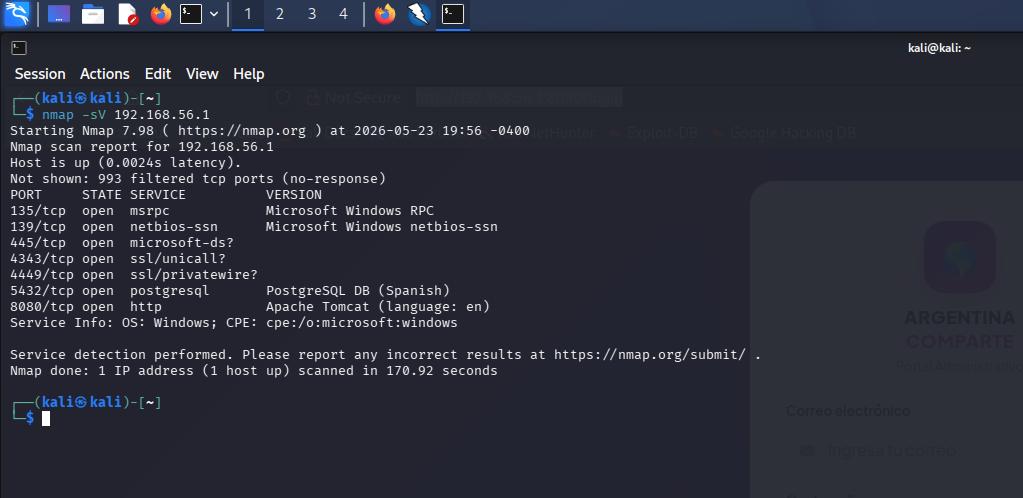 1 2 3 4
kali@kali: ~
Session Actions Edit View Help
┌──(kali㉿kali)-[~]
└─$ nmap -sV 192.168.56.1
Starting Nmap 7.98 ( https://nmap.org ) at 2026-05-23 19:56 -0400
Nmap scan report for 192.168.56.1
Host is up (0.0024s latency).
Not shown: 993 filtered tcp ports (no-response)
PORT     STATE SERVICE          VERSION
135/tcp  open  msrpc            Microsoft Windows RPC
139/tcp  open  netbios-ssn      Microsoft Windows netbios-ssn
445/tcp  open  microsoft-ds?
4343/tcp open  ssl/unicall?
4449/tcp open  ssl/privatewire?
5432/tcp open  postgresql       PostgreSQL DB (Spanish)
8080/tcp open  http             Apache Tomcat (language: en)
Service Info: OS: Windows; CPE: cpe:/o:microsoft:windows
Service detection performed. Please report any incorrect results at https://nmap.org/submit/ .
Nmap done: 1 IP address (1 host up) scanned in 170.92 seconds
┌──(kali㉿kali)-[~]
└─$
Not Secure
Exploit-DB
Google Hacking DB
ARGENTINA
COMPARTE
Portal Administrativo
Correo electrónico
Ingresa tu correo